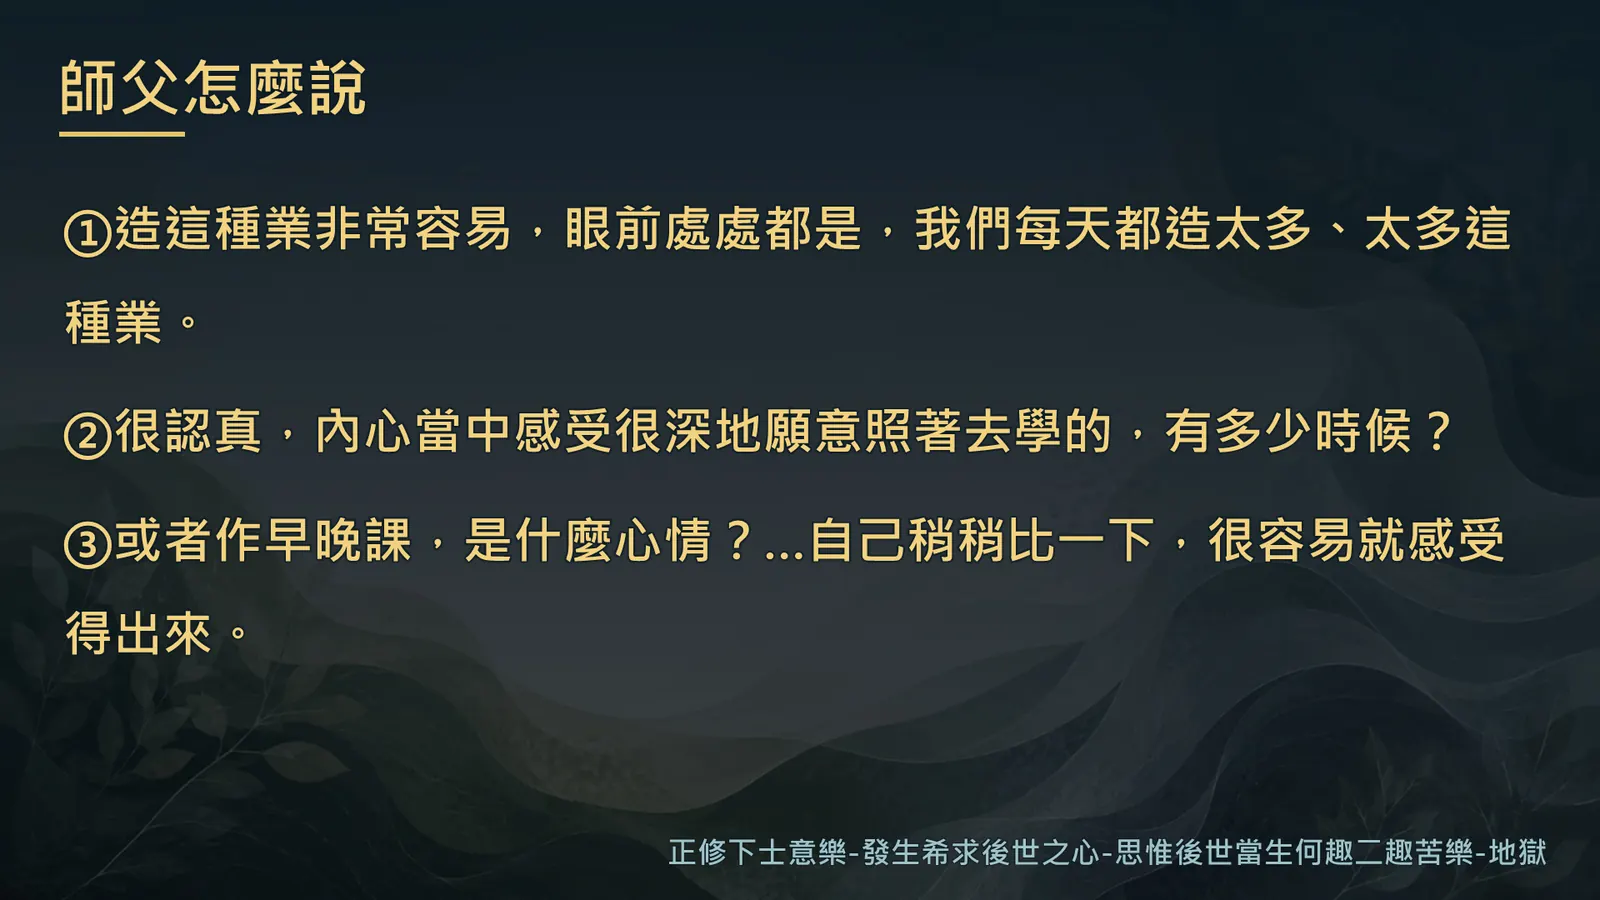 師父怎麼說
①造這種業非常容易，眼前處處都是，我們每天都造太多、太多這
種業。
②很認真，內心當中感受很深地願意照著去學的，有多少時候？
③或者作早晚課，是什麼心情？...自己稍稍比一下，很容易就感受
得出來。
正修下士意樂-發生希求後世之心-思惟後世當生何趣二趣苦樂-地獄